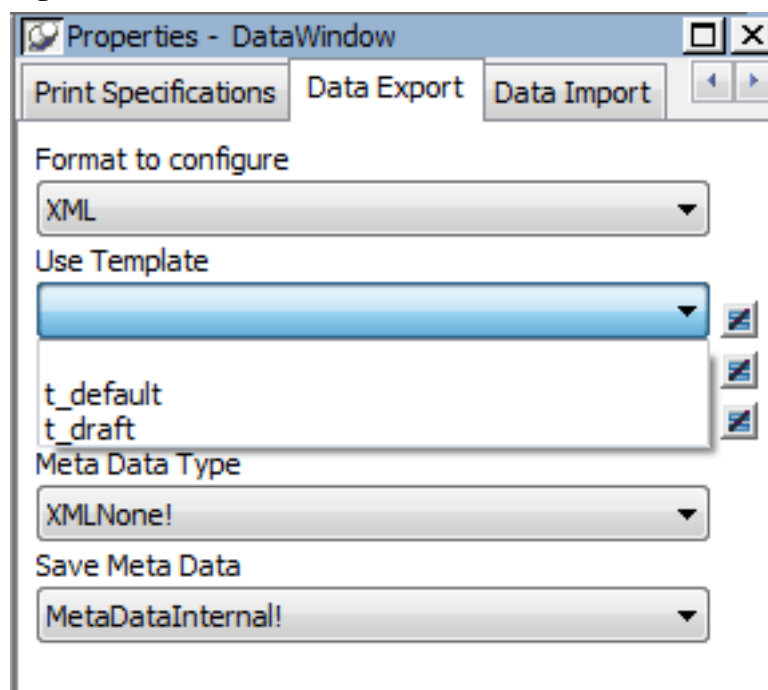 Properties - DataWindow
Print Specifications Data Export Data Import
Format to configure
XML
Use Template
t_default
t_draft
Meta Data Type
XMLNone!
Save Meta Data
MetaDataInternal!